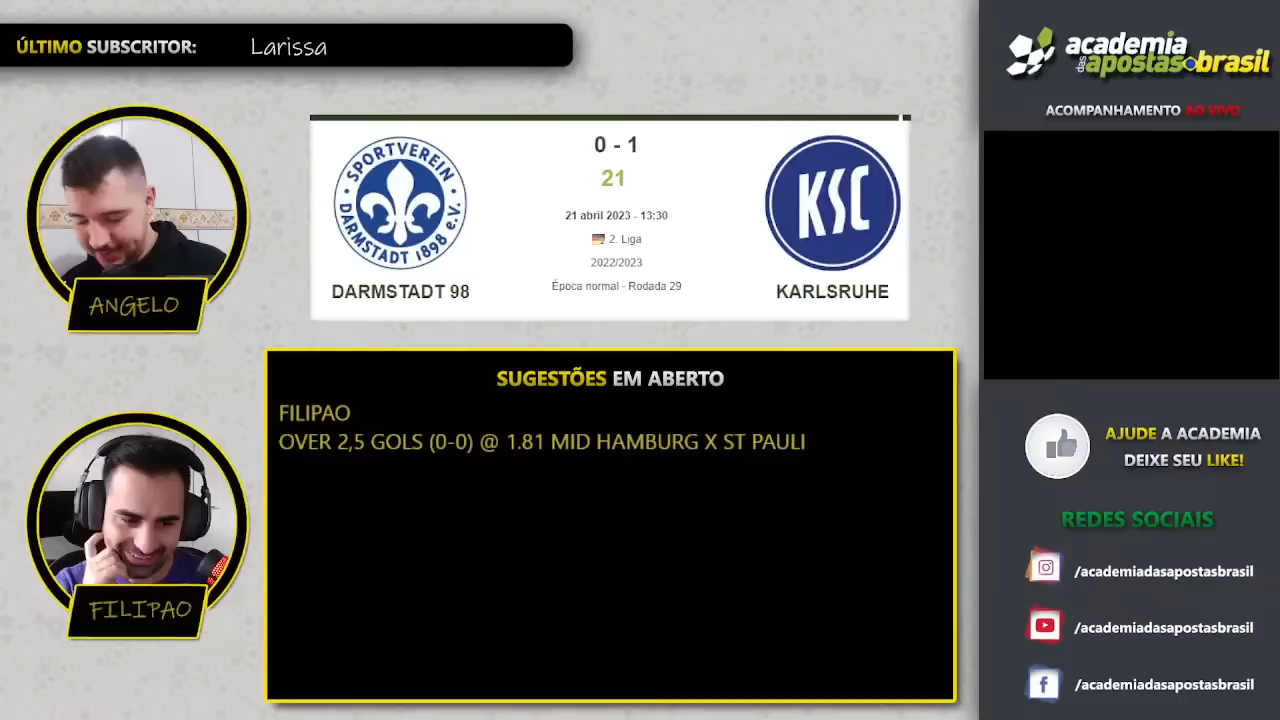 ÚLTIMO SUBSCRITOR: Larissa
ANGELO
SPORTVEREIN
DARMSTADT 1898 e.V.
DARMSTADT 98
0 - 1
21
21 abril 2023 - 13:30
2. Liga
2022/2023
Época normal - Rodada 29
KSC
KARLSRUHE
FILIPAO
SUGESTÕES EM ABERTO
FILIPAO
OVER 2,5 GOLS (0-0) @ 1.81 MID HAMBURG X ST PAULI
academia
das apostas brasil
ACOMPANHAMENTO AO VIVO
AJUDE A ACADEMIA
DEIXE SEU LIKE!
REDES SOCIAIS
/academiadasapostasbrasil
/academiadasapostasbrasil
/academiadasapostasbrasil